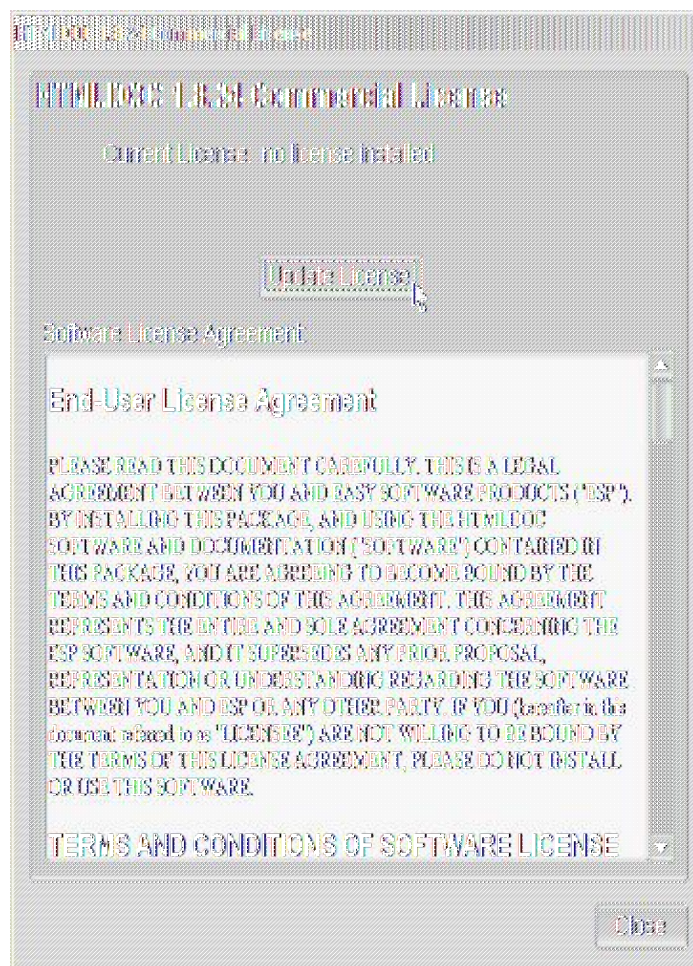 HTMLDOC 1.8.24 Commercial License
HTMLDOC 1.8.24 Commercial License
Current License: no license installed
Update License
Software License Agreement:
End-User License Agreement
PLEASE READ THIS DOCUMENT CAREFULLY. THIS IS A LEGAL
AGREEMENT BETWEEN YOU AND EASY SOFTWARE PRODUCTS ("ESP").
BY INSTALLING THIS PACKAGE, AND USING THE HTMLDOC
SOFTWARE AND DOCUMENTATION ("SOFTWARE") CONTAINED IN
THIS PACKAGE, YOU ARE AGREEING TO BECOME BOUND BY THE
TERMS AND CONDITIONS OF THIS AGREEMENT. THIS AGREEMENT
REPRESENTS THE ENTIRE AND SOLE AGREEMENT CONCERNING THE
ESP SOFTWARE, AND IT SUPERSEDES ANY PRIOR PROPOSAL,
REPRESENTATION OR UNDERSTANDING REGARDING THE SOFTWARE
BETWEEN YOU AND ESP OR ANY OTHER PARTY. IF YOU (hereafter in this
document referred to as "LICENSEE") ARE NOT WILLING TO BE BOUND BY
THE TERMS OF THIS LICENSE AGREEMENT, PLEASE DO NOT INSTALL
OR USE THIS SOFTWARE.
TERMS AND CONDITIONS OF SOFTWARE LICENSE
Close